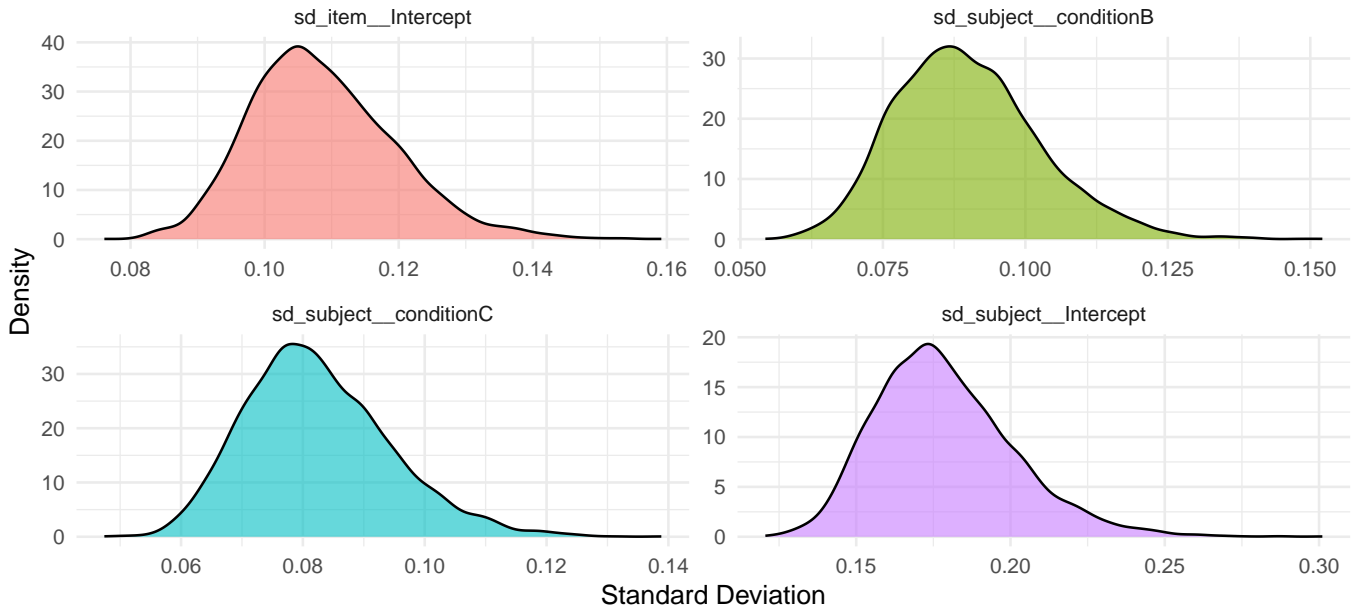 sd_item__Intercept
40
30
20
10
0
0.08 0.10 0.12 0.14 0.16
sd_subject__conditionB
30
20
10
0
0.050 0.075 0.100 0.125 0.150
Density
sd_subject__conditionC
30
20
10
0
0.06 0.08 0.10 0.12 0.14
sd_subject__Intercept
20
15
10
5
0
0.15 0.20 0.25 0.30
Standard Deviation